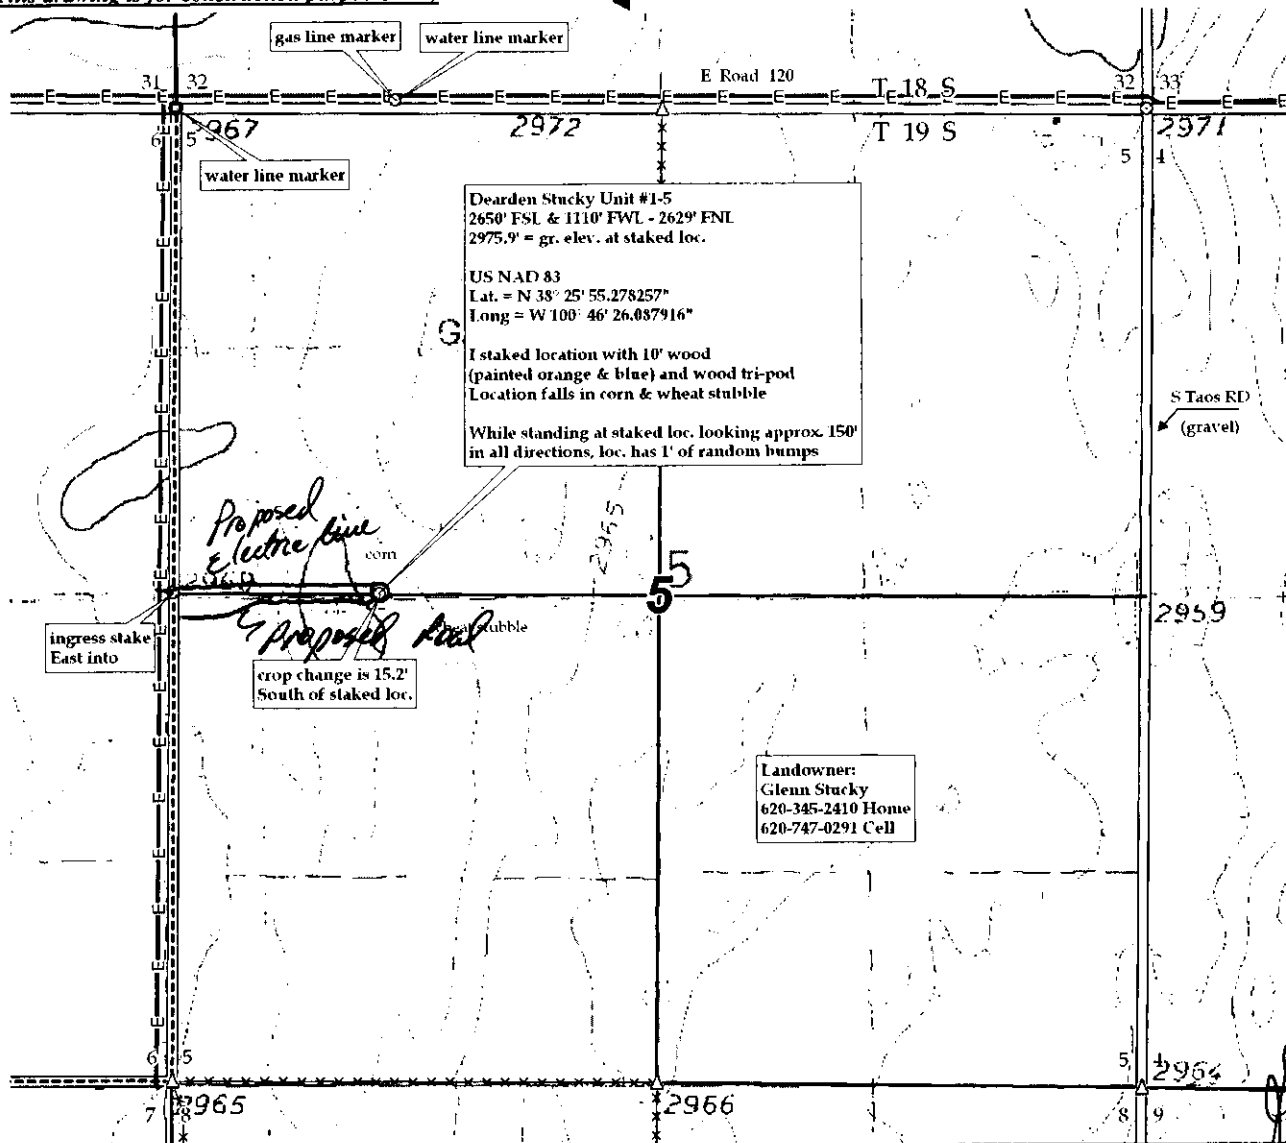 gas line marker
water line marker
E Road 120
31 32
32 33
T 18 S
T 19 S
2967
2972
2971
6 5
5 4
water line marker
Dearden Stucky Unit #1-5
2650' FSL & 1110' FWL - 2629' FNL
2975.9' = gr. elev. at staked loc.
US NAD 83
Lat. = N 38° 25' 55.278257"
Long = W 100° 46' 26.087916"
I staked location with 10' wood
(painted orange & blue) and wood tri-pod
Location falls in corn & wheat stubble
While standing at staked loc. looking approx. 150'
in all directions, loc. has 1' of random bumps
G
S Taos RD
(gravel)
Proposed
Electric line
corn
2965
5
5
2959
ingress stake
East into
Proposed Road
stubble
crop change is 15.2'
South of staked loc.
Landowner:
Glenn Stucky
620-345-2410 Home
620-747-0291 Cell
6 5
5 4
2965
2966
2964
7 8
8 9